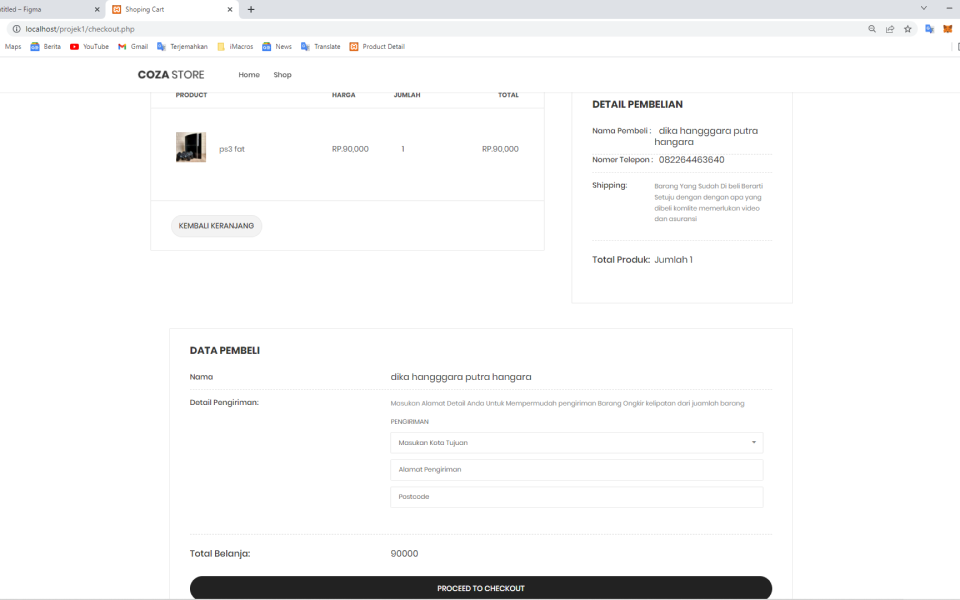 ntitled – Figma
Shoping Cart
localhost/projek1/checkout.php
Maps Berita YouTube Gmail Terjemahkan iMacros News Translate Product Detail
COZA STORE Home Shop
PRODUCT HARGA JUMLAH TOTAL
ps3 fat RP.90,000 1 RP.90,000
KEMBALI KERANJANG
DETAIL PEMBELIAN
Nama Pembeli : dika hangggara putra
hangara
Nomer Telepon : 082264463640
Shipping: Barang Yang Sudah Di beli Berarti
Setuju dengan dengan apa yang
dibeli komlite memerlukan video
dan asuransi
Total Produk: Jumlah 1
DATA PEMBELI
Nama dika hangggara putra hangara
Detail Pengiriman: Masukan Alamat Detail Anda Untuk Mempermudah pengiriman Barang Ongkir kelipatan dari juamlah barang
PENGIRIMAN
Masukan Kota Tujuan
Alamat Pengiriman
Postcode
Total Belanja: 90000
PROCEED TO CHECKOUT